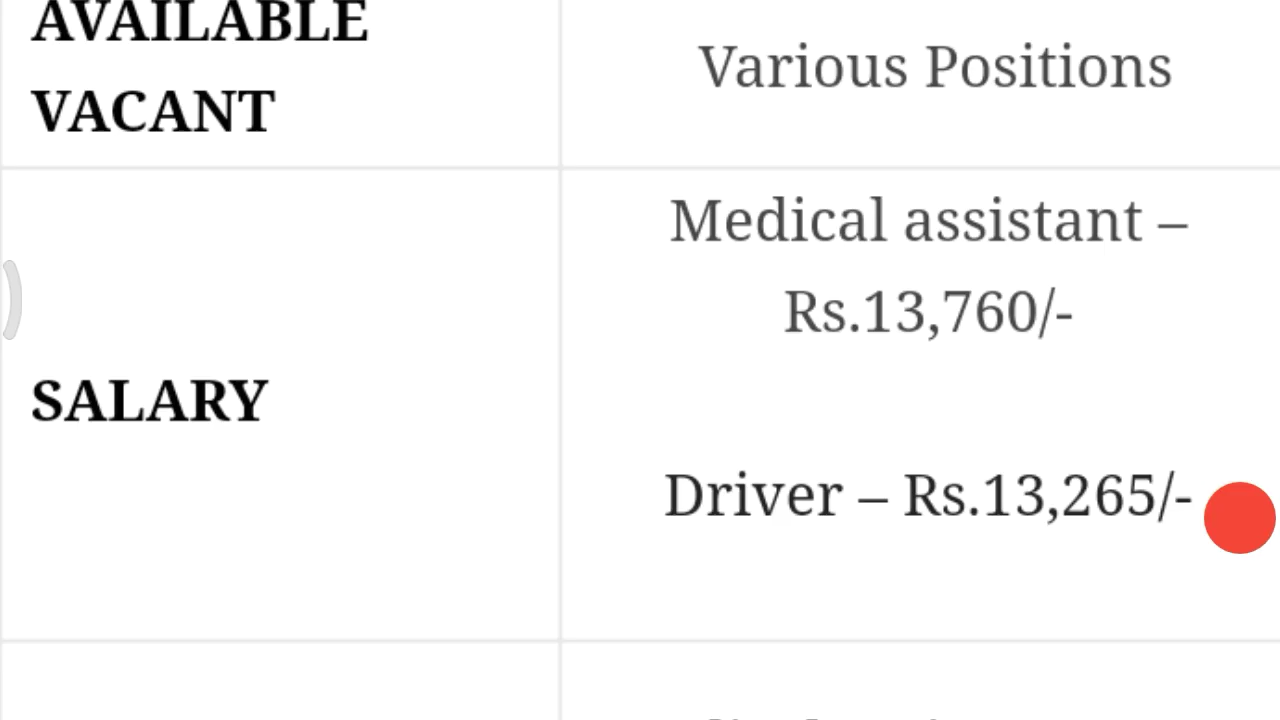 AVAILABLE
VACANT
Various Positions
SALARY
Medical assistant –
Rs.13,760/-
Driver – Rs.13,265/-